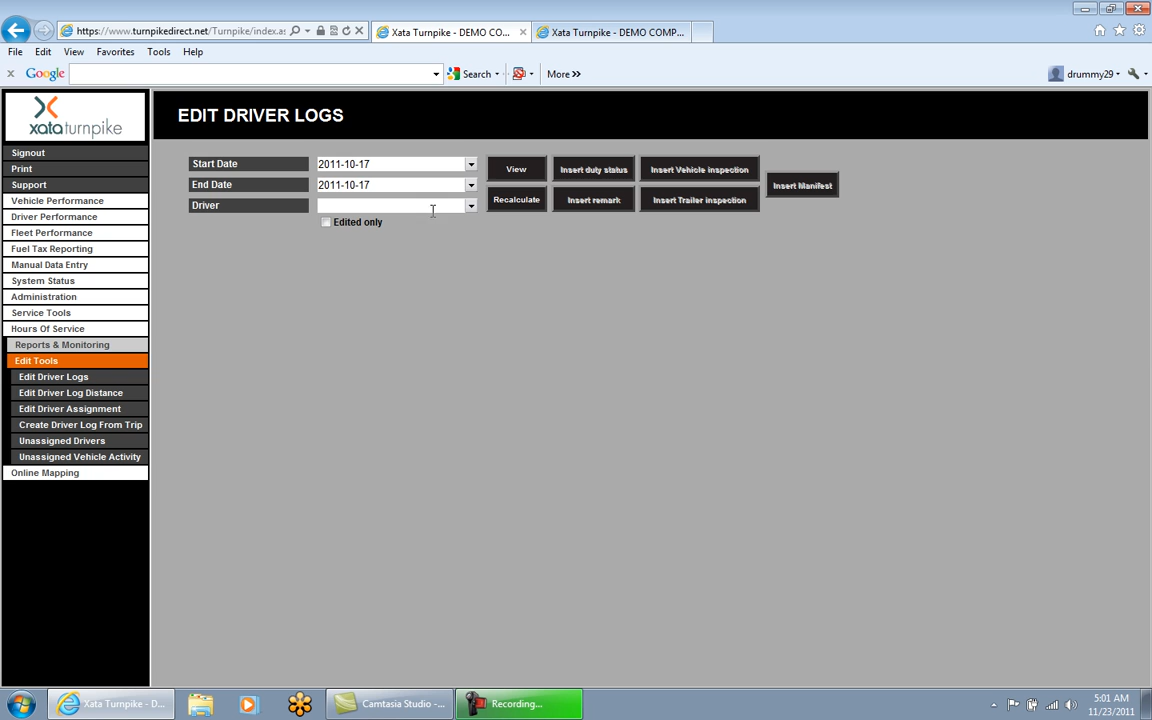 https://www.turnpikedirect.net/Turnpike/index.as
Xata Turnpike - DEMO CO...
Xata Turnpike - DEMO COMP...
File Edit View Favorites Tools Help
Google Search More »
drummy29
xataturnpike
EDIT DRIVER LOGS
Signout
Print
Support
Vehicle Performance
Driver Performance
Fleet Performance
Fuel Tax Reporting
Manual Data Entry
System Status
Administration
Service Tools
Hours Of Service
Reports & Monitoring
Edit Tools
Edit Driver Logs
Edit Driver Log Distance
Edit Driver Assignment
Create Driver Log From Trip
Unassigned Drivers
Unassigned Vehicle Activity
Online Mapping
Start Date 2011-10-17
End Date 2011-10-17
Driver
Edited only
View Insert duty status Insert Vehicle inspection
Insert Manifest
Recalculate Insert remark Insert Trailer inspection
Xata Turnpike - D...
Camtasia Studio -...
Recording...
5:01 AM
11/23/2011